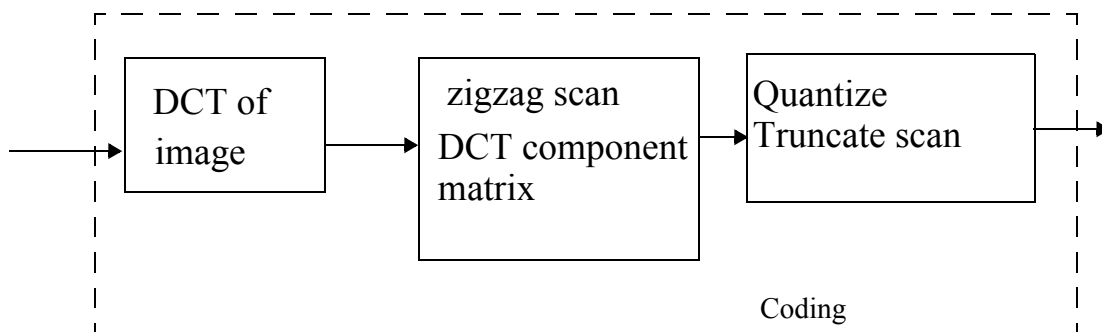 DCT of
image
zigzag scan
DCT component
matrix
Quantize
Truncate scan
Coding